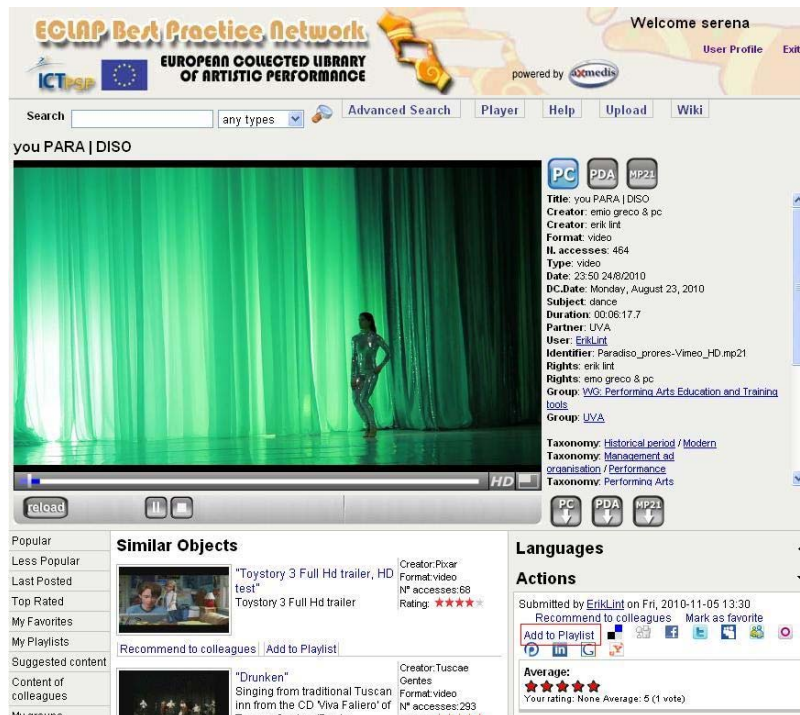 ECLAP Best Practice Network
EUROPEAN COLLECTED LIBRARY
OF ARTISTIC PERFORMANCE
ICTpsp
powered by axmedis
Welcome serena
User Profile Exit
Search any types Advanced Search Player Help Upload Wiki
you PARA | DISO
PC PDA MP21
Title: you PARA | DISO
Creator: emio greco & pc
Creator: erik lint
Format: video
N. accesses: 464
Type: video
Date: 23:50 24/8/2010
DC.Date: Monday, August 23, 2010
Subject: dance
Duration: 00:06:17.7
Partner: UVA
User: ErikLint
Identifier: Paradiso_prores-Vimeo_HD.mp21
Rights: erik lint
Rights: emo greco & pc
Group: WG: Performing Arts Education and Training
tools
Group: UVA
Taxonomy: Historical period / Modern
Taxonomy: Management ad
organisation / Performance
Taxonomy: Performing Arts
HD
reload
PC PDA MP21
Popular
Less Popular
Last Posted
Top Rated
My Favorites
My Playlists
Suggested content
Content of
colleagues
My groups
Similar Objects
"Toystory 3 Full Hd trailer, HD
test"
Toystory 3 Full Hd trailer
Creator:Pixar
Format:video
N° accesses:68
Rating:
Recommend to colleagues Add to Playlist
"Drunken"
Singing from traditional Tuscan
inn from the CD 'Viva Faliero' of
Creator:Tuscae
Gentes
Format:video
N° accesses:293
Languages
Actions
Submitted by ErikLint on Fri, 2010-11-05 13:30
Recommend to colleagues Mark as favorite
Add to Playlist
Average:
Your rating: None Average: 5 (1 vote)